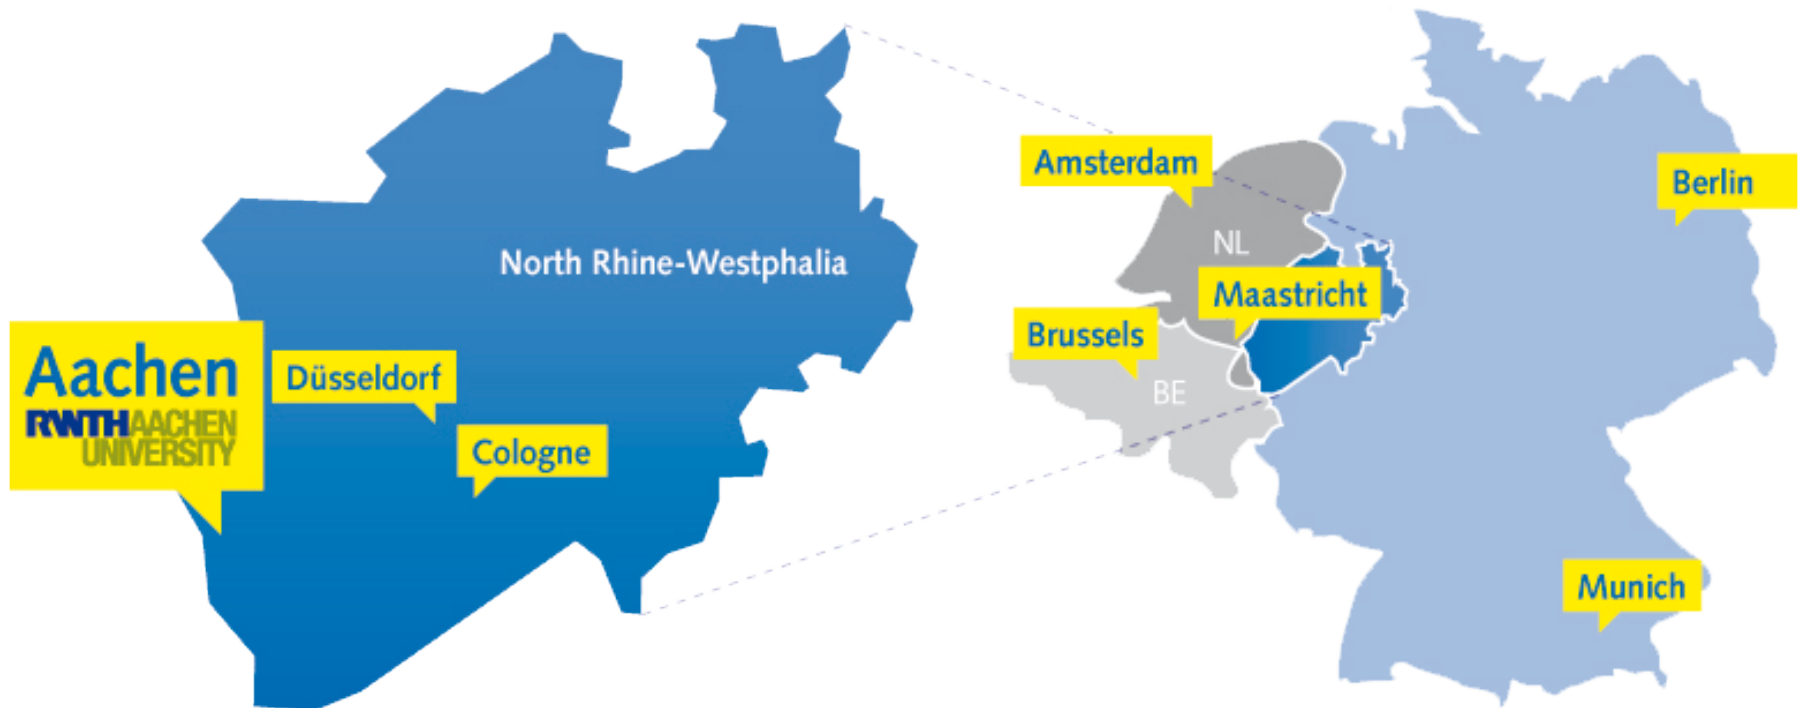 North Rhine-Westphalia
Aachen
RWTHAACHEN
UNIVERSITY
Düsseldorf
Cologne
Amsterdam
Berlin
NL
Maastricht
Brussels
BE
Munich